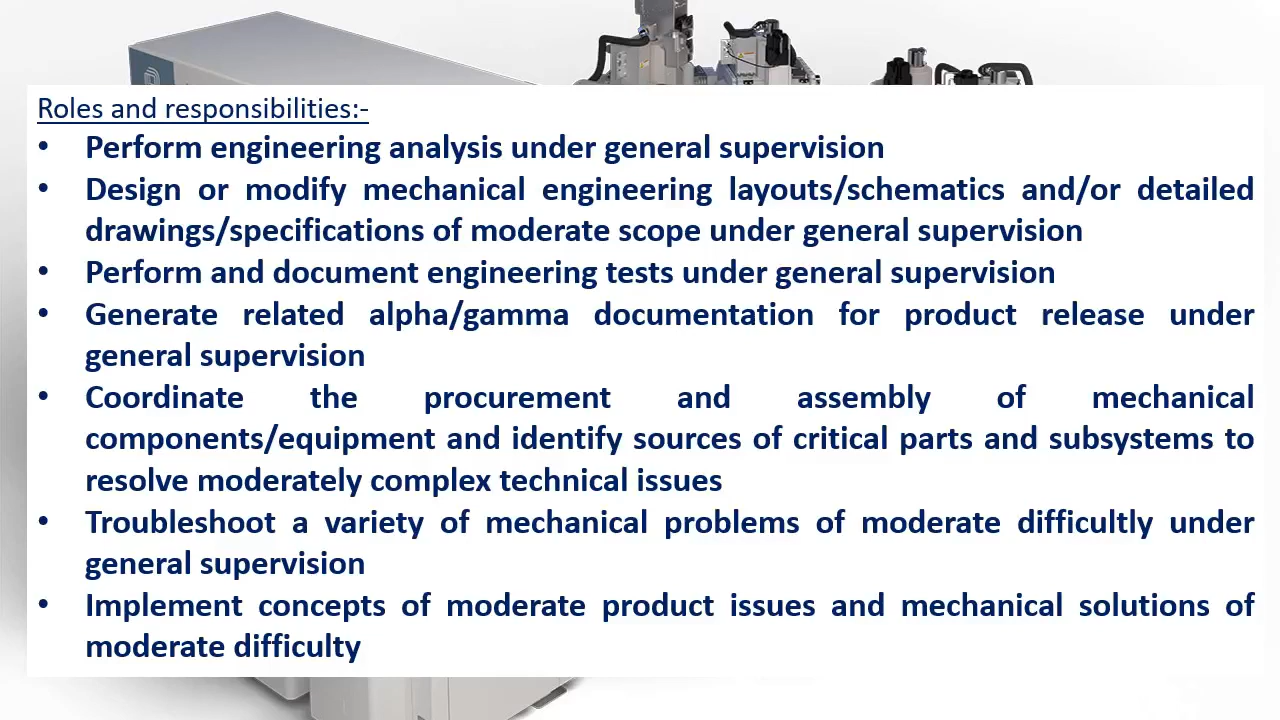 Roles and responsibilities:-
• Perform engineering analysis under general supervision
• Design or modify mechanical engineering layouts/schematics and/or detailed
drawings/specifications of moderate scope under general supervision
• Perform and document engineering tests under general supervision
• Generate related alpha/gamma documentation for product release under
general supervision
• Coordinate the procurement and assembly of mechanical
components/equipment and identify sources of critical parts and subsystems to
resolve moderately complex technical issues
• Troubleshoot a variety of mechanical problems of moderate difficultly under
general supervision
• Implement concepts of moderate product issues and mechanical solutions of
moderate difficulty